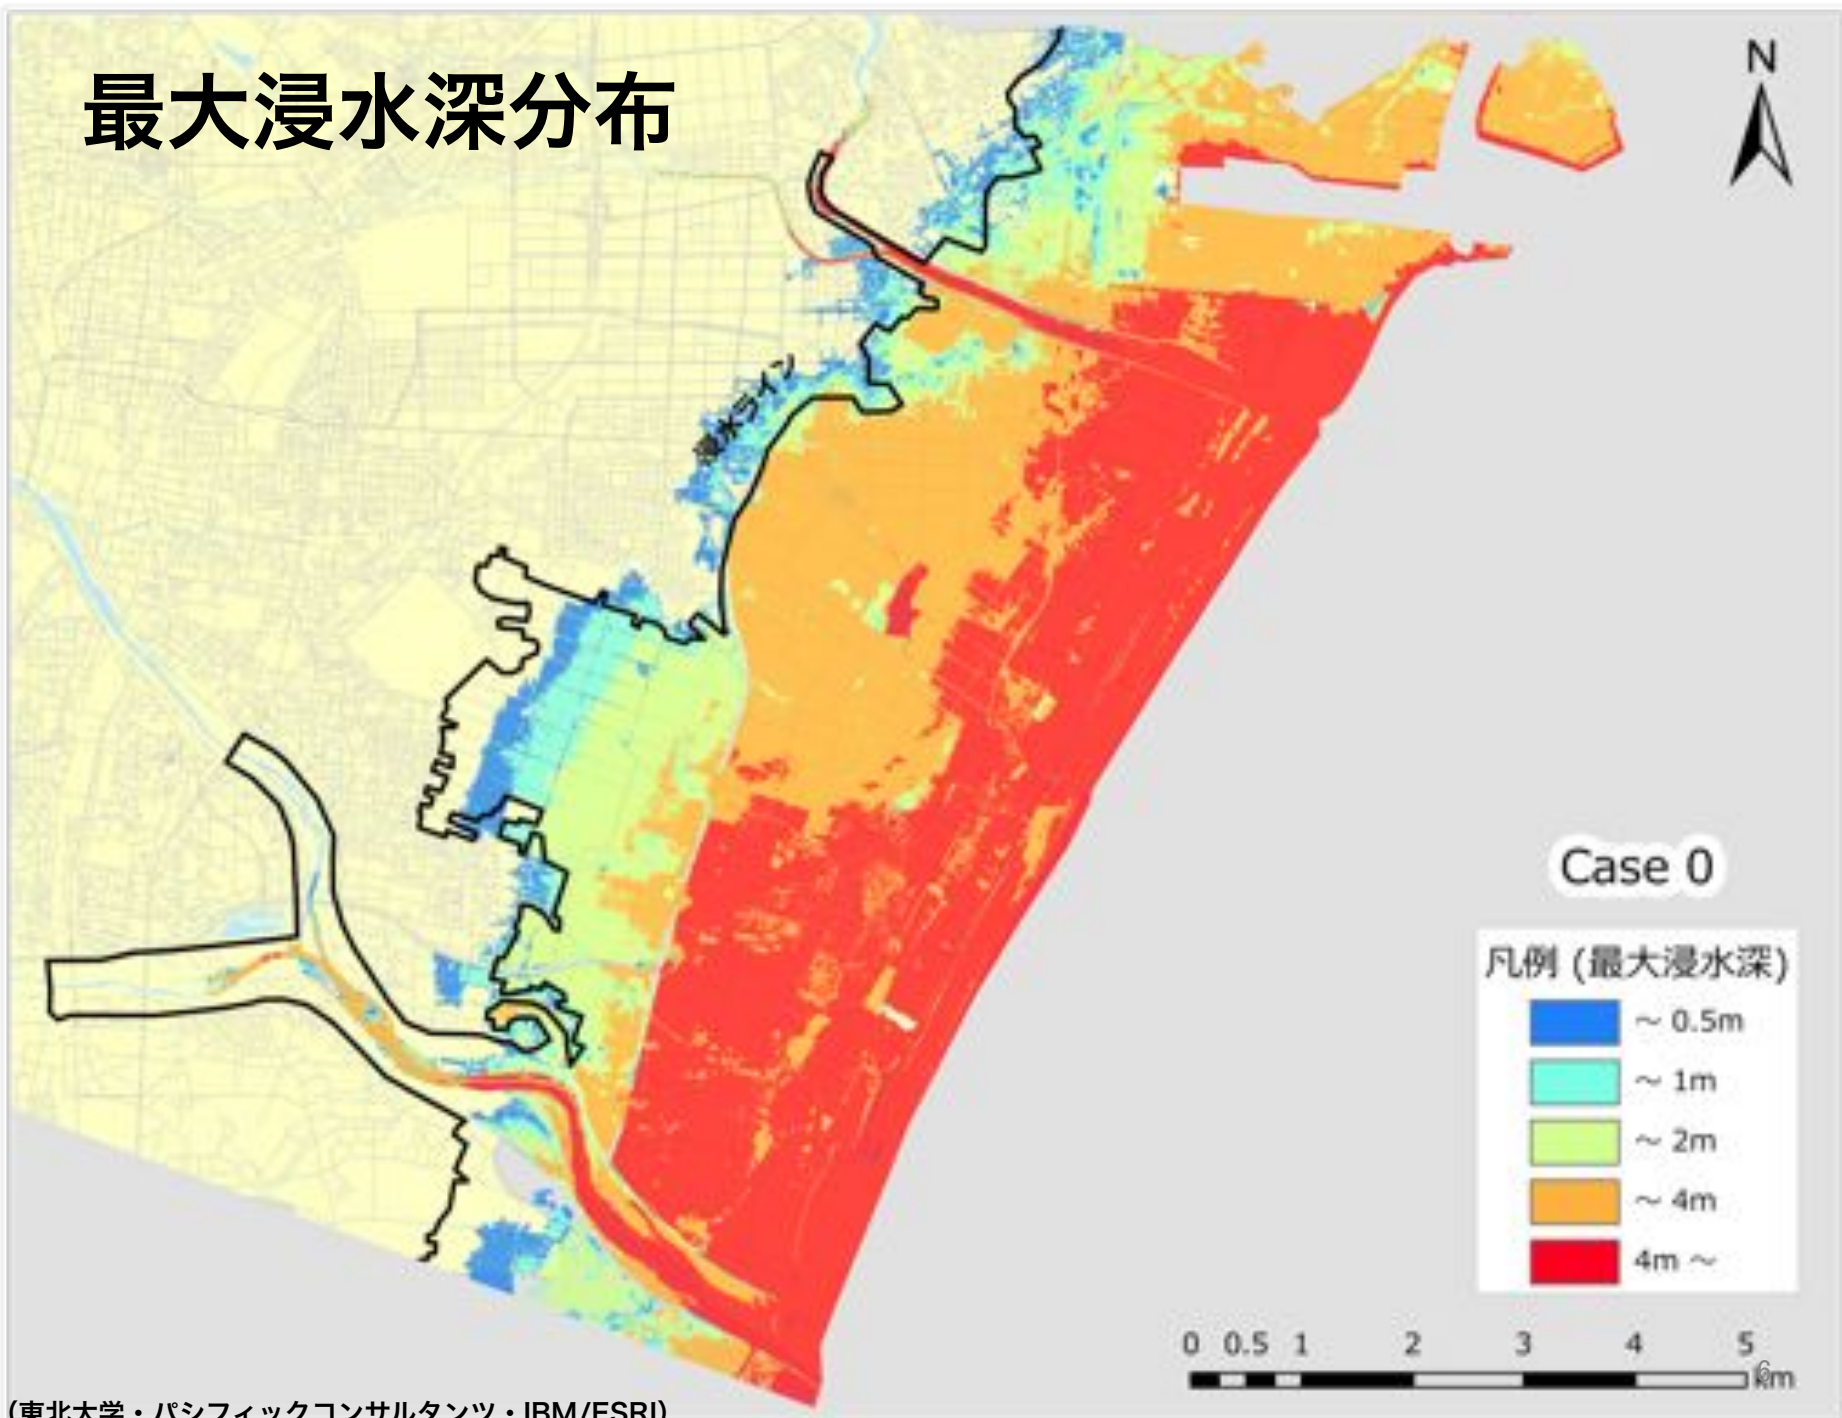 最大浸水深分布
N
浸水ライン
Case 0
凡例 (最大浸水深)
～ 0.5m
～ 1m
～ 2m
～ 4m
4m ～
0 0.5 1 2 3 4 5
km
6
(東北大学・パシフィックコンサルタンツ・IBM/ESRI)